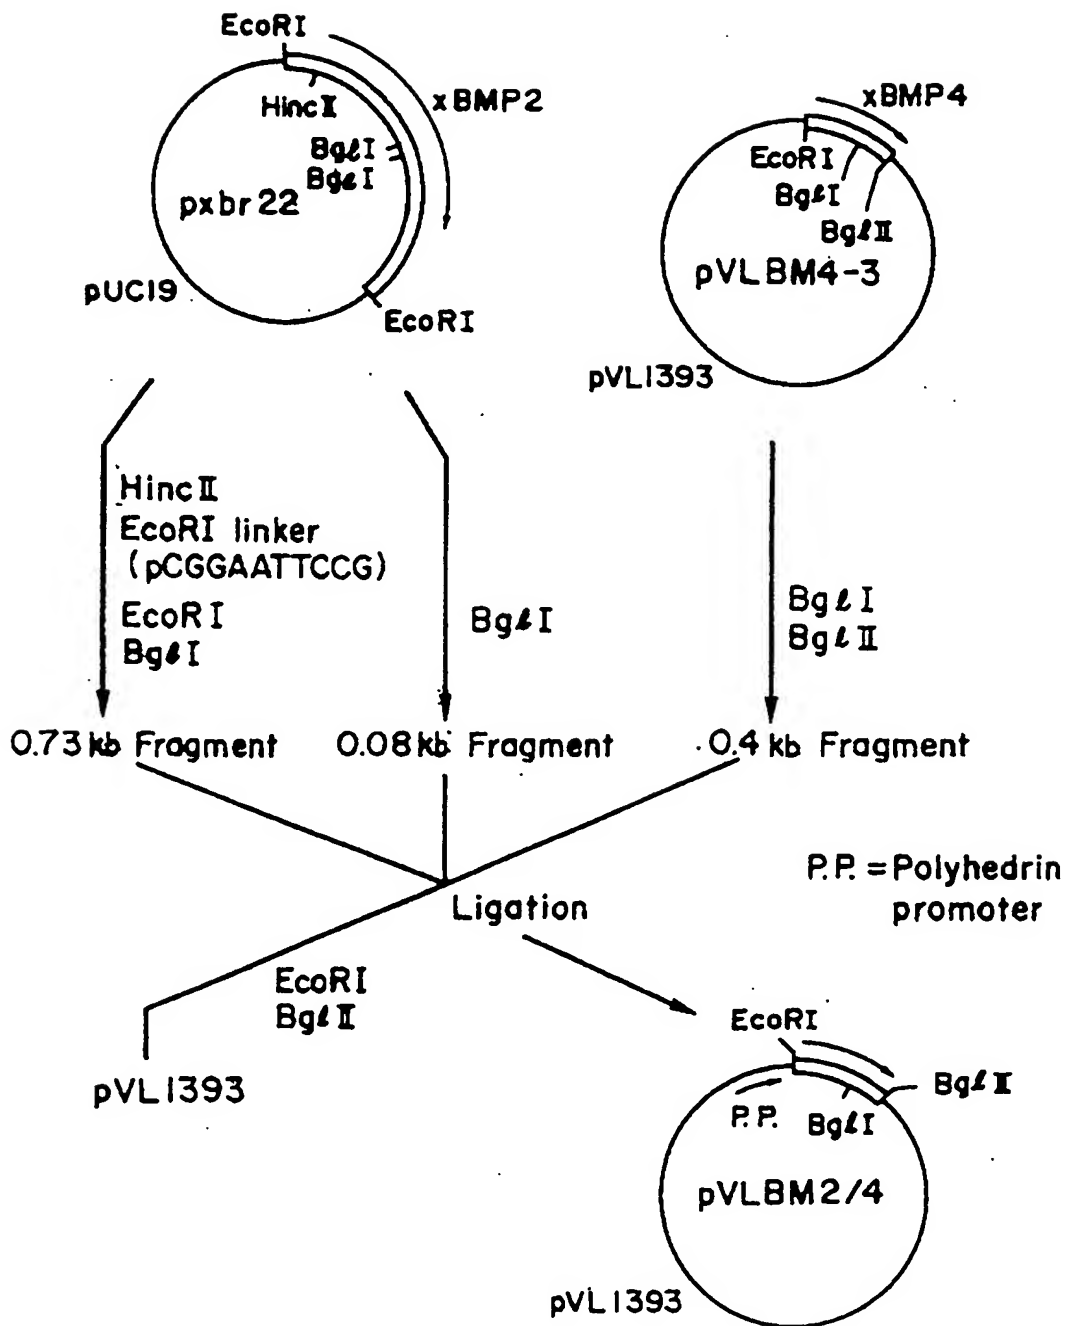 EcoRI
xBMP2
HincII
BglI
BglI
pxbr22
pUC19
EcoRI
xBMP4
EcoRI
BglI
BglII
pVLBM4-3
pVL1393
HincII
EcoRI linker
(pCGGAATTCCG)
EcoRI
BglI
BglI
BglI
BglII
0.73 kb Fragment
0.08 kb Fragment
0.4 kb Fragment
P.P. = Polyhedrin
promoter
Ligation
EcoRI
BglII
pVL1393
EcoRI
BglII
P.P.
BglI
pVLBM2/4
pVL1393